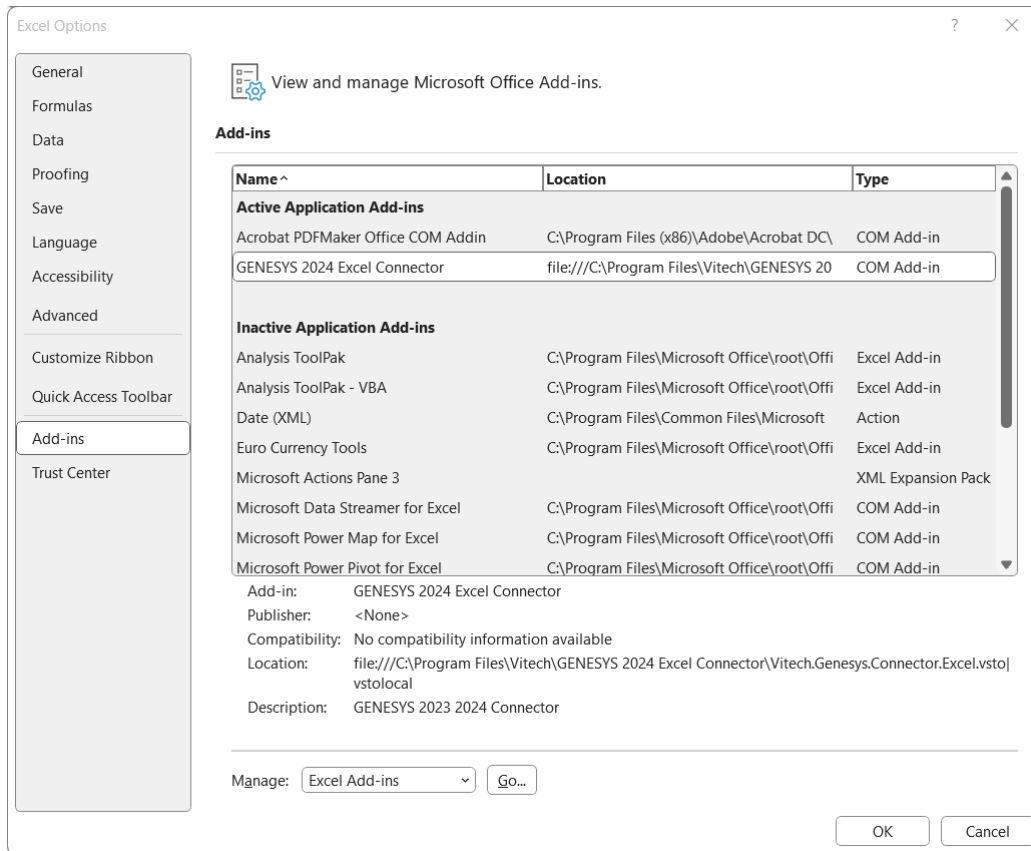 Excel Options
General
Formulas
Data
Proofing
Save
Language
Accessibility
Advanced
Customize Ribbon
Quick Access Toolbar
Add-ins
Trust Center
View and manage Microsoft Office Add-ins.
Add-ins
Name Location Type
Active Application Add-ins
Acrobat PDFMaker Office COM Addin C:\Program Files (x86)\Adobe\Acrobat DC\ COM Add-in
GENESYS 2024 Excel Connector file:///C:\Program Files\Vitech\GENESYS 20 COM Add-in
Inactive Application Add-ins
Analysis ToolPak C:\Program Files\Microsoft Office\root\Offi Excel Add-in
Analysis ToolPak - VBA C:\Program Files\Microsoft Office\root\Offi Excel Add-in
Date (XML) C:\Program Files\Common Files\Microsoft Action
Euro Currency Tools C:\Program Files\Microsoft Office\root\Offi Excel Add-in
Microsoft Actions Pane 3 XML Expansion Pack
Microsoft Data Streamer for Excel C:\Program Files\Microsoft Office\root\Offi COM Add-in
Microsoft Power Map for Excel C:\Program Files\Microsoft Office\root\Offi COM Add-in
Microsoft Power Pivot for Excel C:\Program Files\Microsoft Office\root\Offi COM Add-in
Add-in: GENESYS 2024 Excel Connector
Publisher: <None>
Compatibility: No compatibility information available
Location: file:///C:\Program Files\Vitech\GENESYS 2024 Excel Connector\Vitech.Genesys.Connector.Excel.vsto|
vstolocal
Description: GENESYS 2023 2024 Connector
Manage: Excel Add-ins Go...
OK Cancel